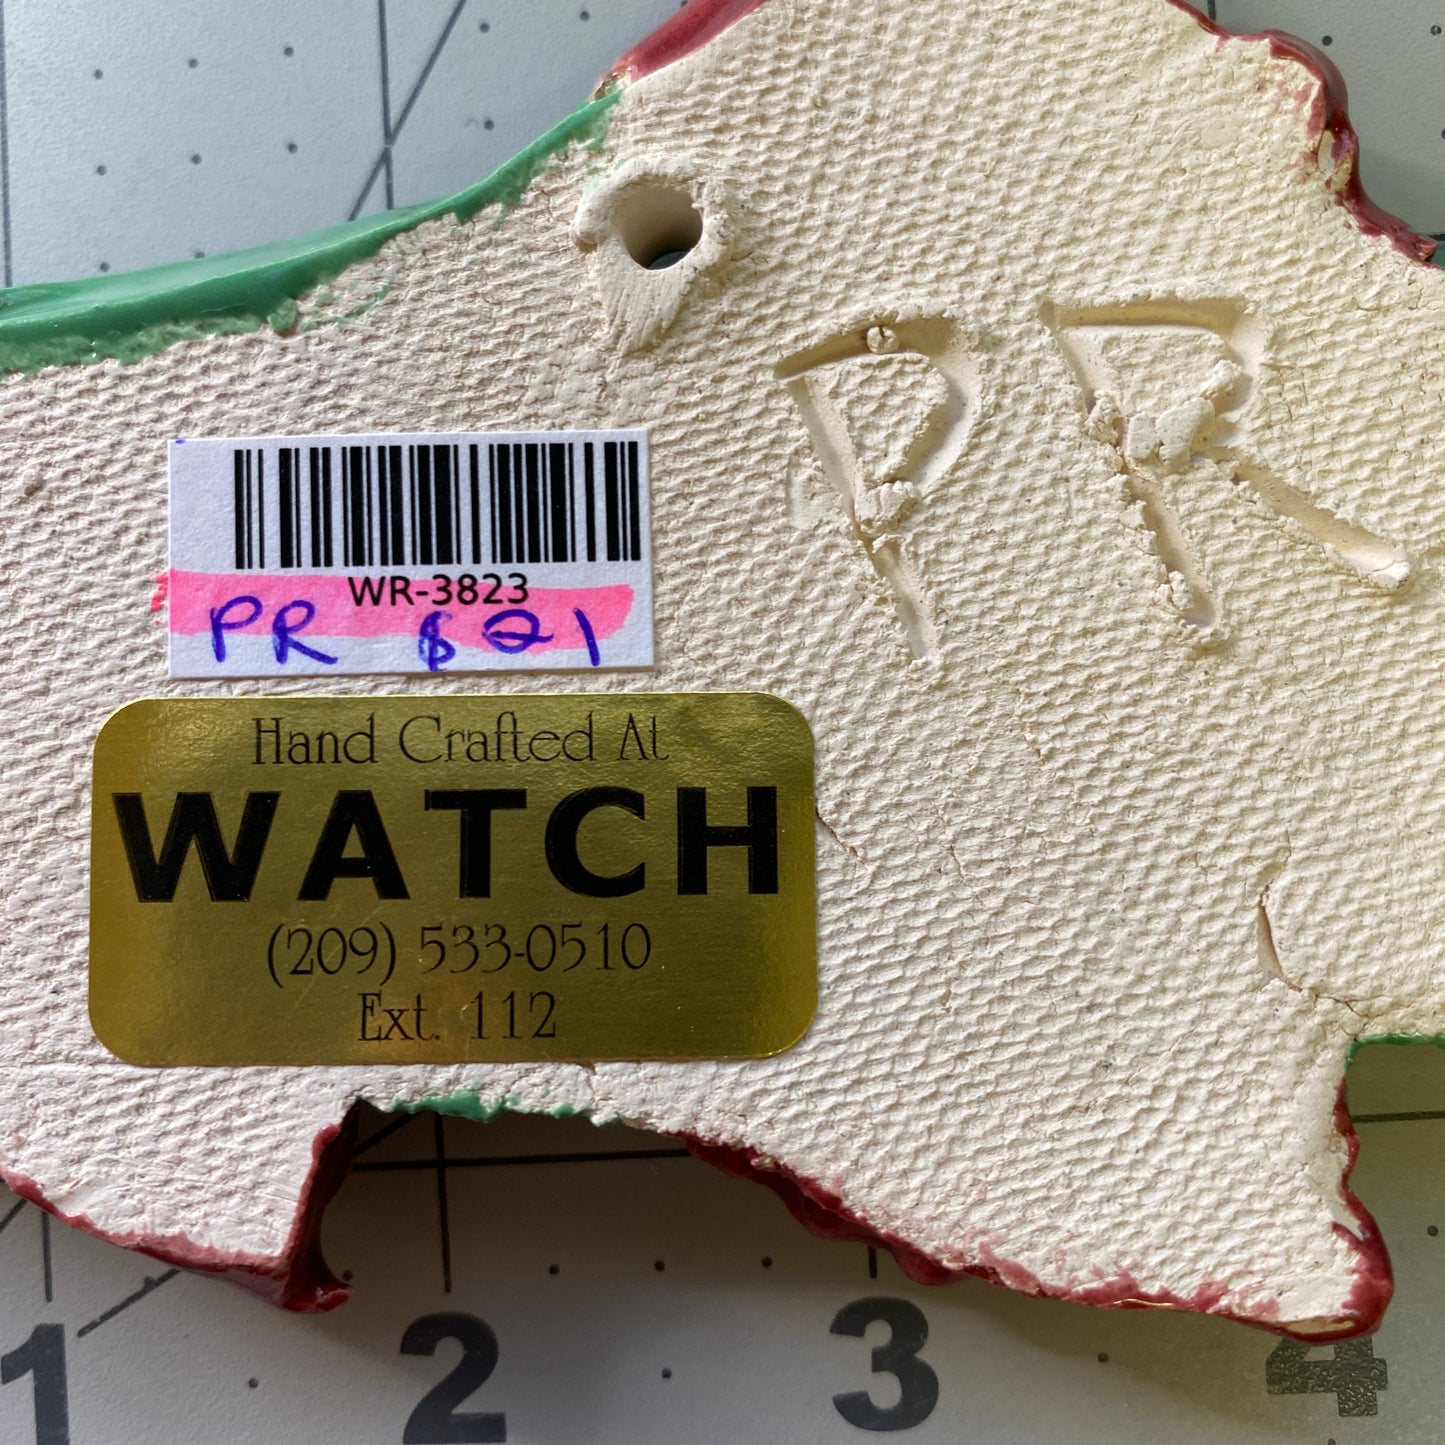 PR
WR-3823
PR $21
Hand Crafted At
WATCH
(209) 533-0510
Ext. 112
1 2 3 4